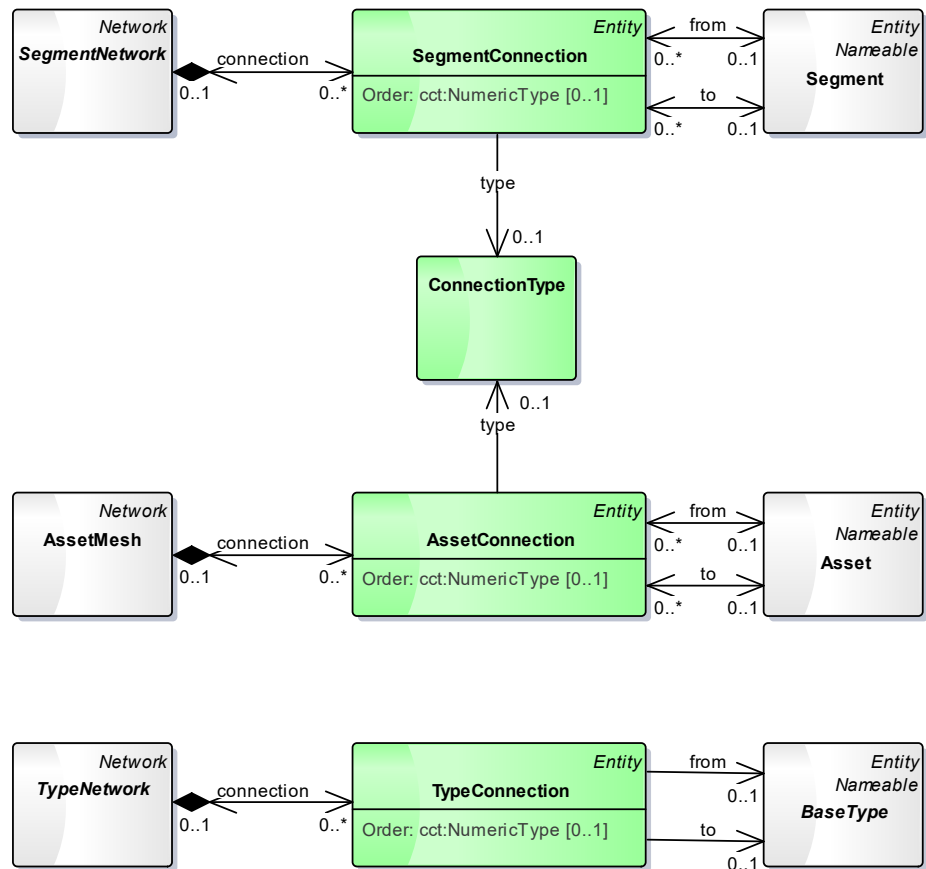 Network
SegmentNetwork
connection
0..1
0..*
Entity
SegmentConnection
Order: cct:NumericType [0..1]
from
0..*
0..1
to
0..*
0..1
Entity
Nameable
Segment
type
0..1
ConnectionType
0..1
type
Network
AssetMesh
connection
0..1
0..*
Entity
AssetConnection
Order: cct:NumericType [0..1]
from
0..*
0..1
to
0..*
0..1
Entity
Nameable
Asset
Network
TypeNetwork
connection
0..1
0..*
Entity
TypeConnection
Order: cct:NumericType [0..1]
from
0..1
to
0..1
Entity
Nameable
BaseType